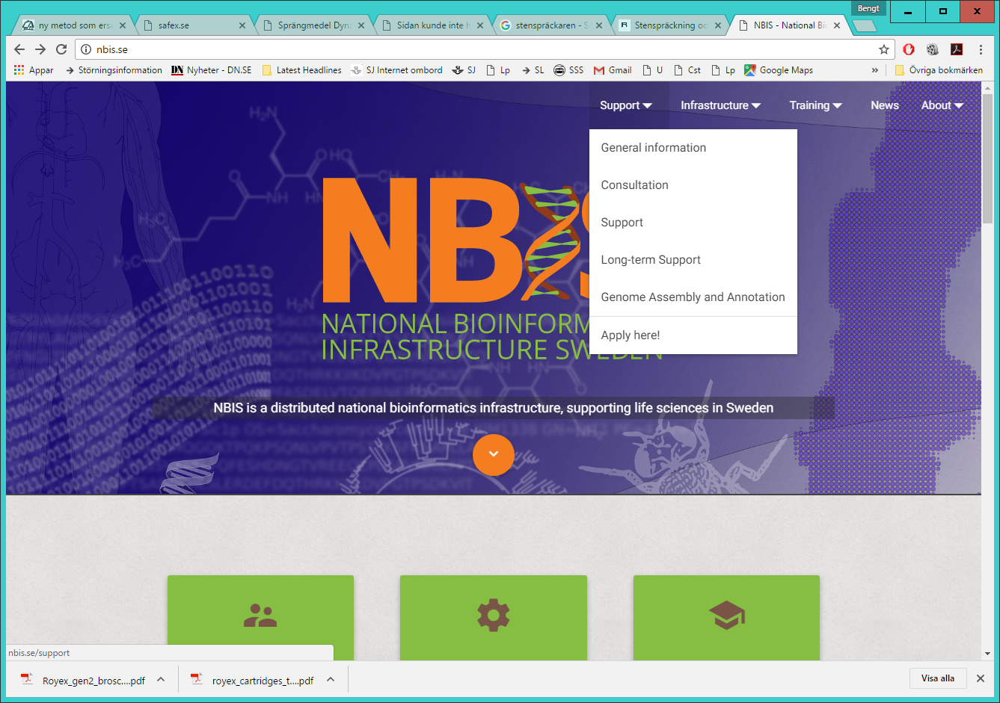 Bengt
ny metod som ersa
safex.se
Sprängmedel Dyna
Sidan kunde inte h
stenspräckaren - S
Stenspräckning oc
NBIS - National Bi
nbis.se
Appar
Störningsinformation
DN Nyheter - DN.SE
Latest Headlines
SJ Internet ombord
SJ
Lp
SL
SSS
Gmail
U
Cst
Lp
Google Maps
»
Övriga bokmärken
Support
Infrastructure
Training
News
About
General information
Consultation
Support
Long-term Support
Genome Assembly and Annotation
Apply here!
NBIS
NATIONAL BIOINFORM
INFRASTRUCTURE SWEDEN
NBIS is a distributed national bioinformatics infrastructure, supporting life sciences in Sweden
nbis.se/support
Royex_gen2_brosc....pdf
royex_cartridges_t....pdf
Visa alla